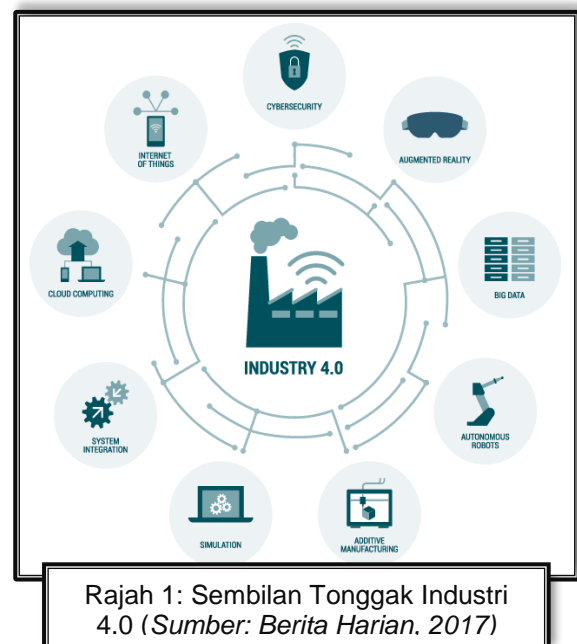 CYBERSECURITY
INTERNET
OF THINGS
AUGMENTED REALITY
CLOUD COMPUTING
BIG DATA
INDUSTRY 4.0
SYSTEM
INTEGRATION
AUTONOMOUS
ROBOTS
SIMULATION
ADDITIVE
MANUFACTURING
Rajah 1: Sembilan Tonggak Industri
4.0 (Sumber: Berita Harian, 2017)